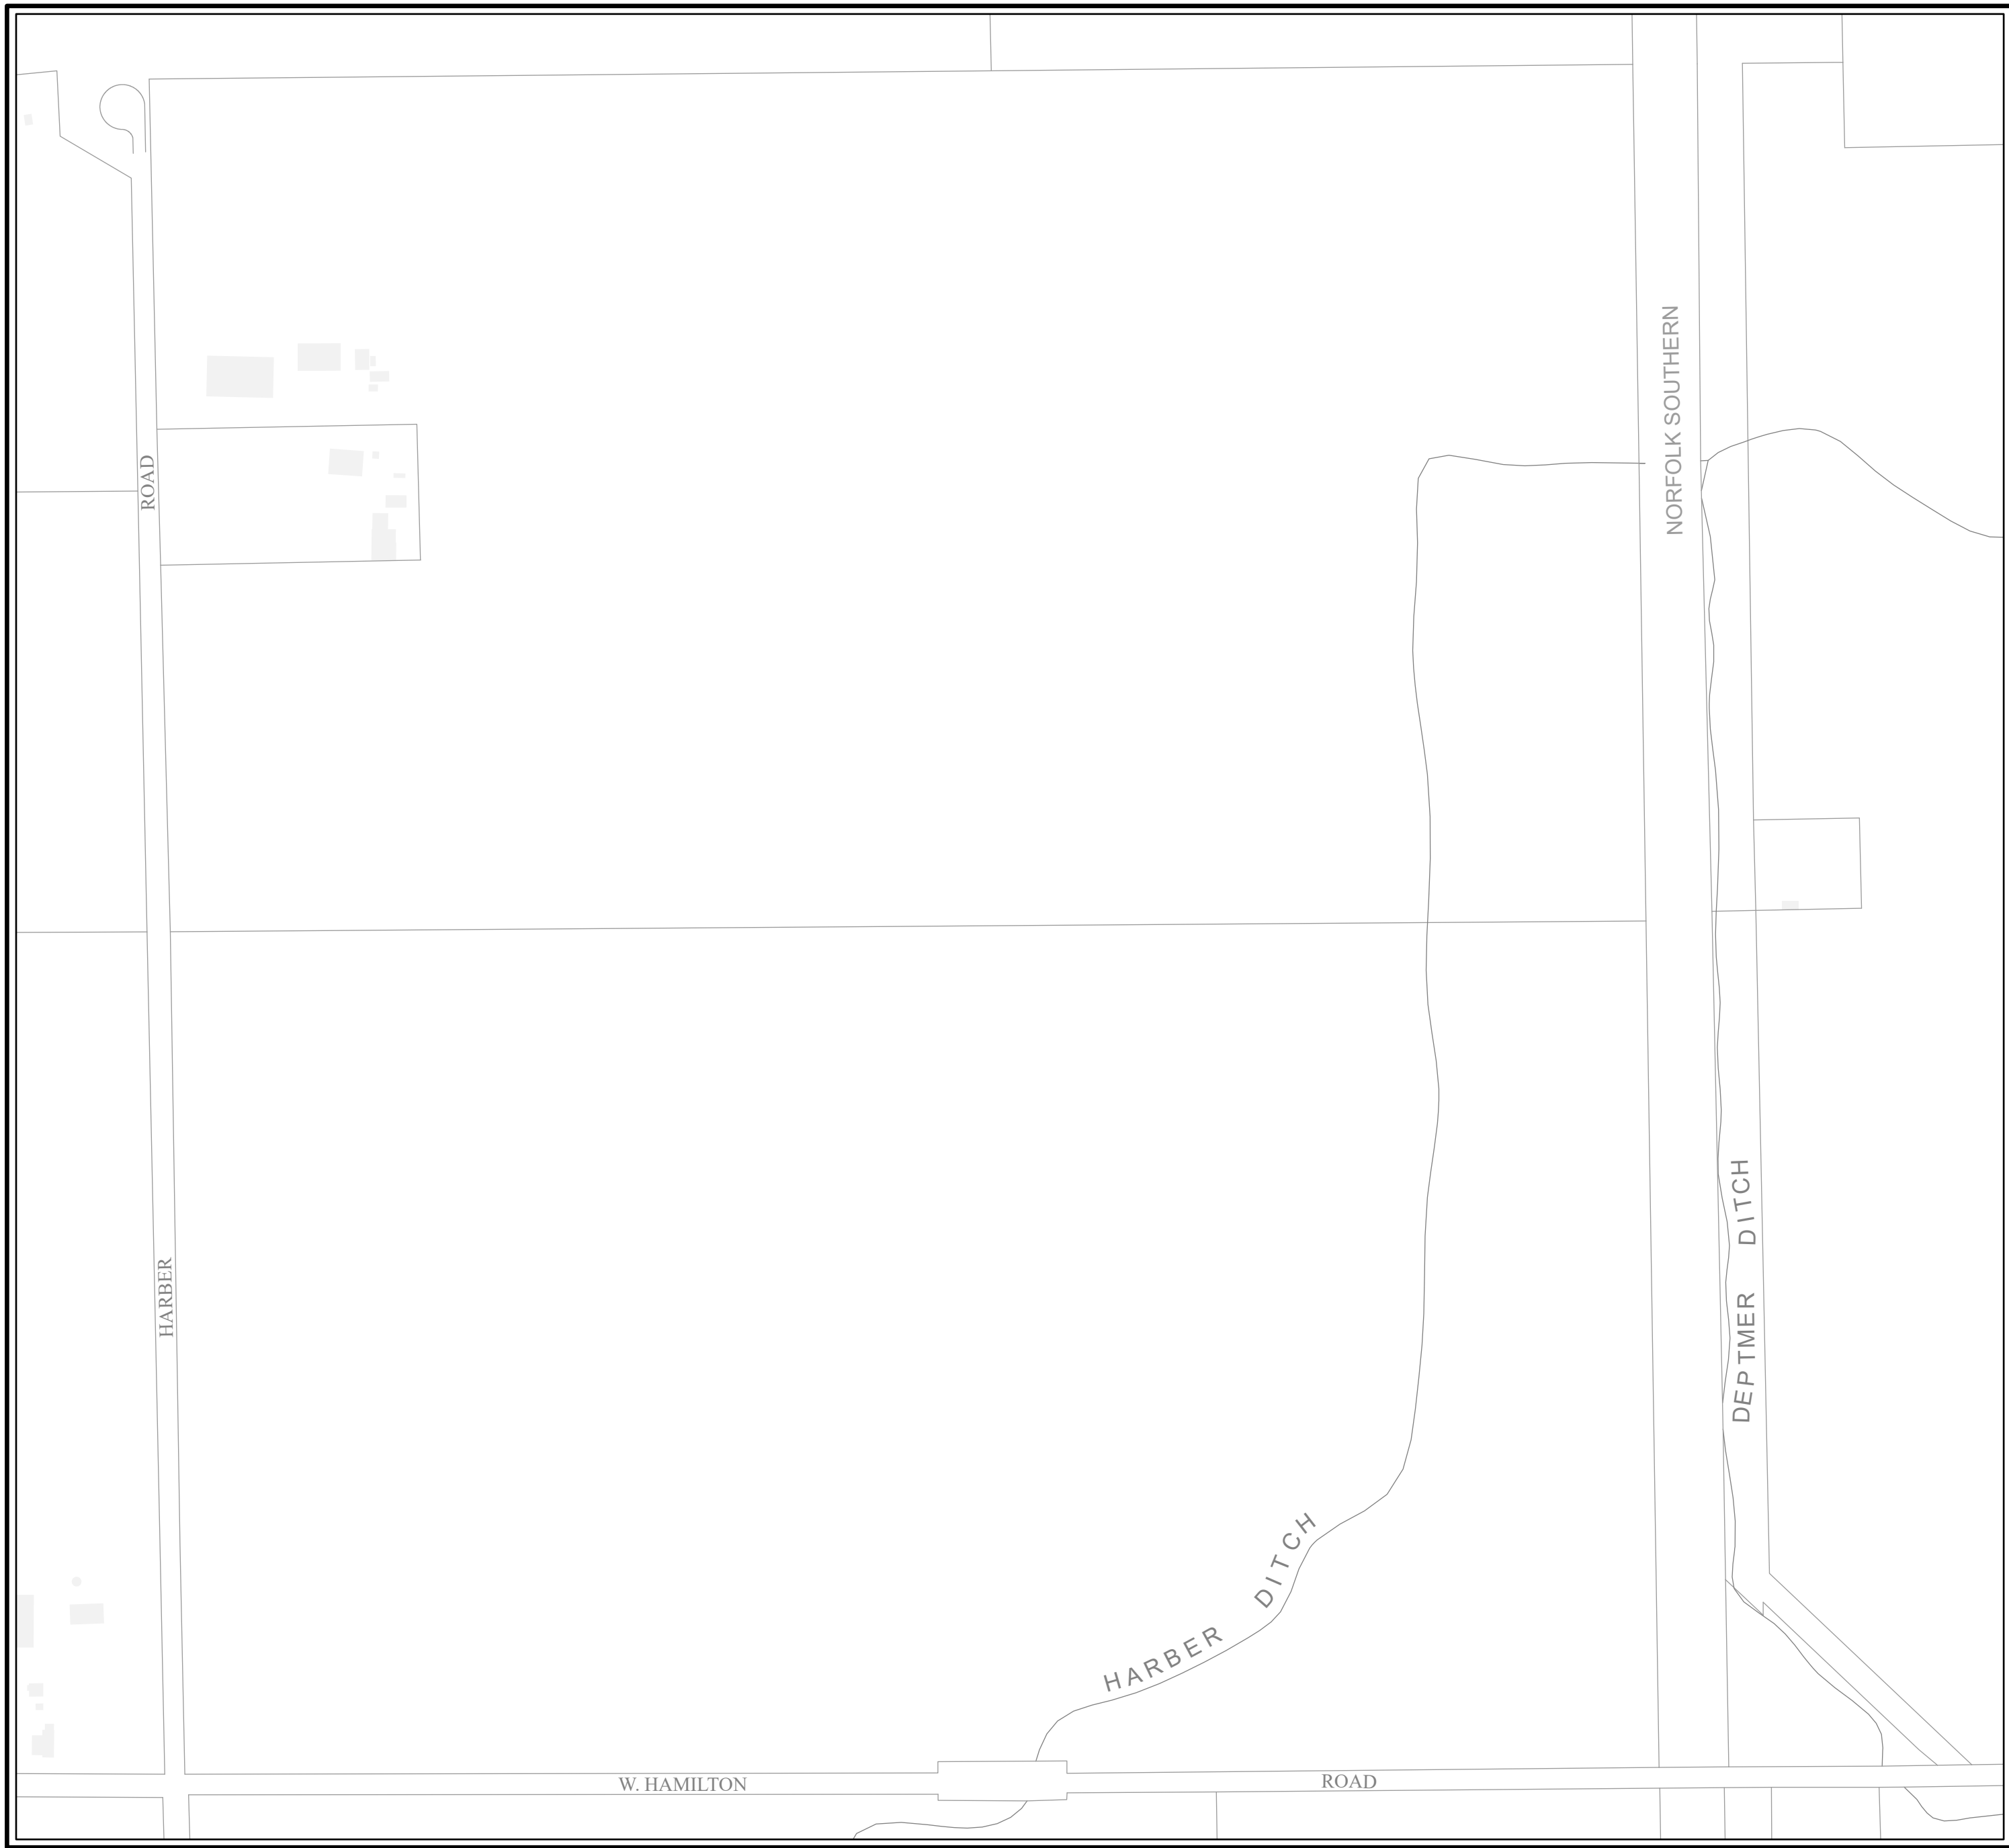 NORFOLK SOUTHERN
ROAD
DEPTMER DITCH
HARBER
HARBER DITCH
W. HAMILTON ROAD